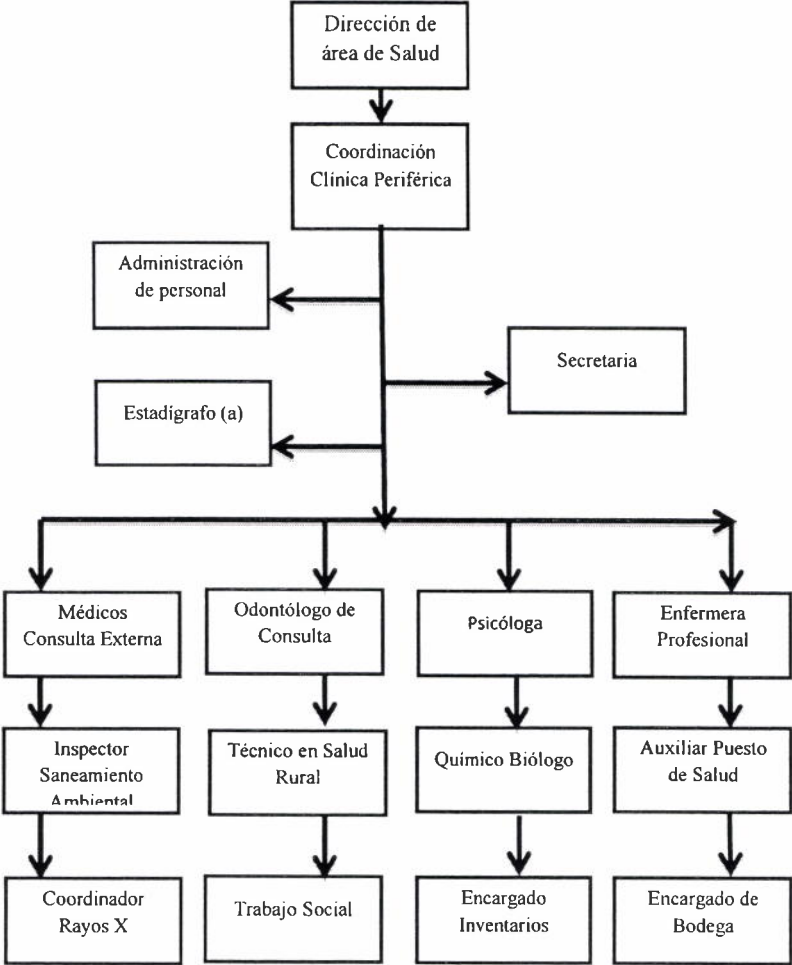 Dirección de
área de Salud
Coordinación
Clínica Periférica
Administración
de personal
Secretaria
Estadígrafo (a)
Médicos
Consulta Externa
Odontólogo de
Consulta
Psicóloga
Enfermera
Profesional
Inspector
Saneamiento
Ambiental
Técnico en Salud
Rural
Químico Biólogo
Auxiliar Puesto
de Salud
Coordinador
Rayos X
Trabajo Social
Encargado
Inventarios
Encargado de
Bodega